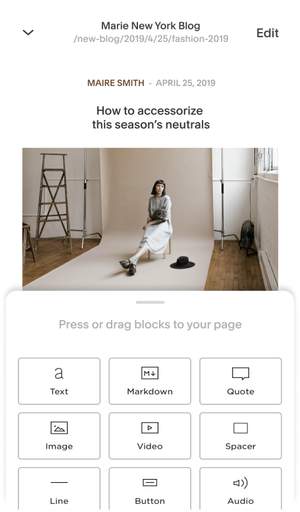 Marie New York Blog
/new-blog/2019/4/25/fashion-2019
Edit
MAIRE SMITH - APRIL 25, 2019
How to accessorize
this season's neutrals
Press or drag blocks to your page
a
Text
M↓
Markdown
Quote
Image
Video
Spacer
Line
Button
Audio